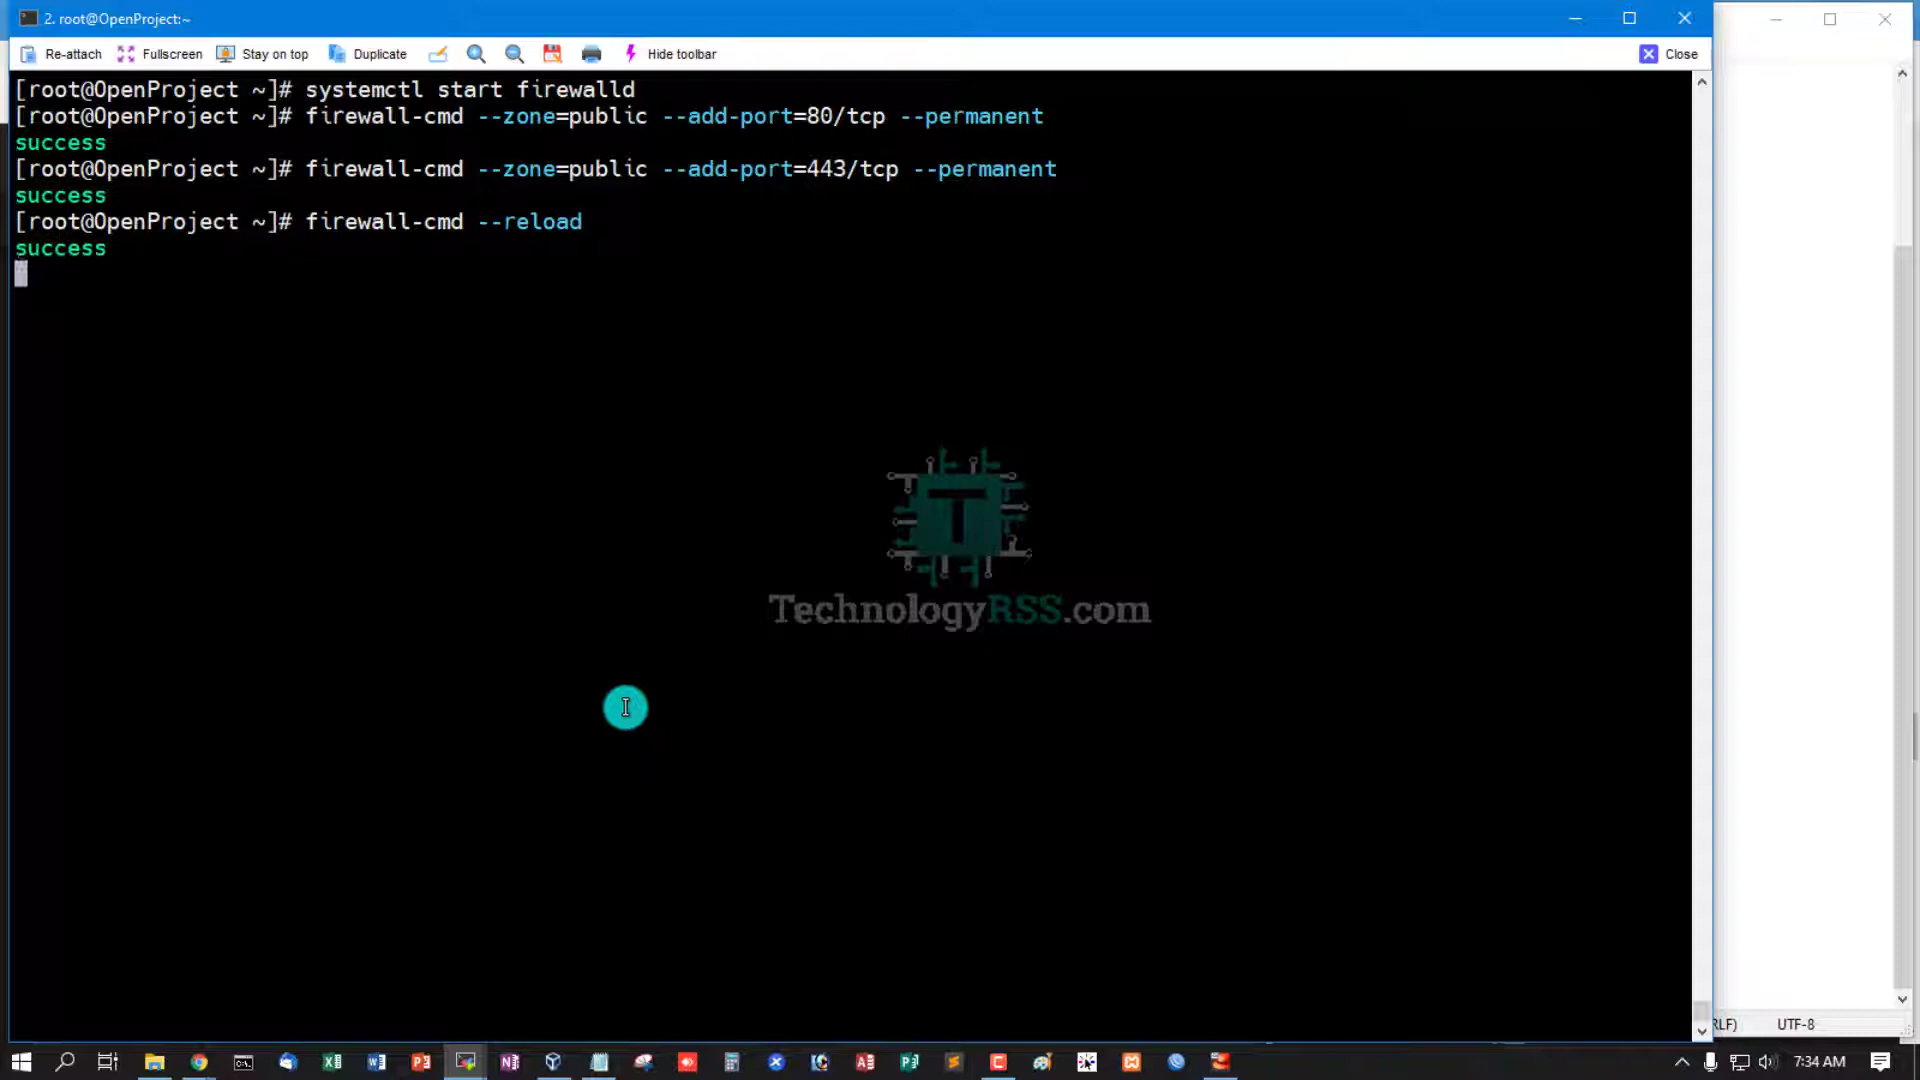 2. root@OpenProject:~
Re-attach Fullscreen Stay on top Duplicate Hide toolbar Close
[root@OpenProject ~]# systemctl start firewalld
[root@OpenProject ~]# firewall-cmd --zone=public --add-port=80/tcp --permanent
success
[root@OpenProject ~]# firewall-cmd --zone=public --add-port=443/tcp --permanent
success
[root@OpenProject ~]# firewall-cmd --reload
success
T
TechnologyRSS.com
RLF) UTF-8
7:34 AM